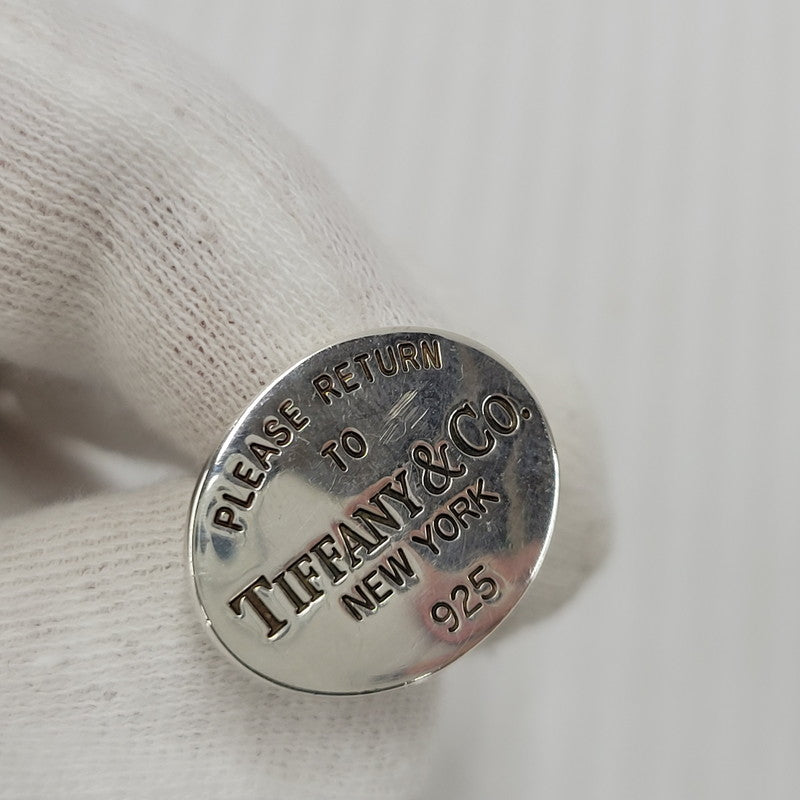 PLEASE RETURN
TO
TIFFANY & CO.
NEW YORK
925